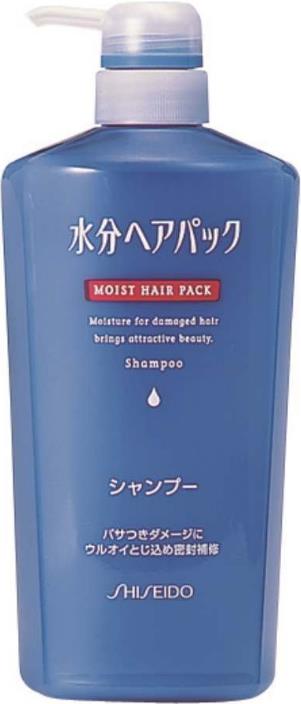 水分ヘアパック
MOIST HAIR PACK
Moisture for damaged hair
brings attractive beauty.
Shampoo
シャンプー
パサつきダメージに
ウルオイとじ込め密封補修
SHISEIDO